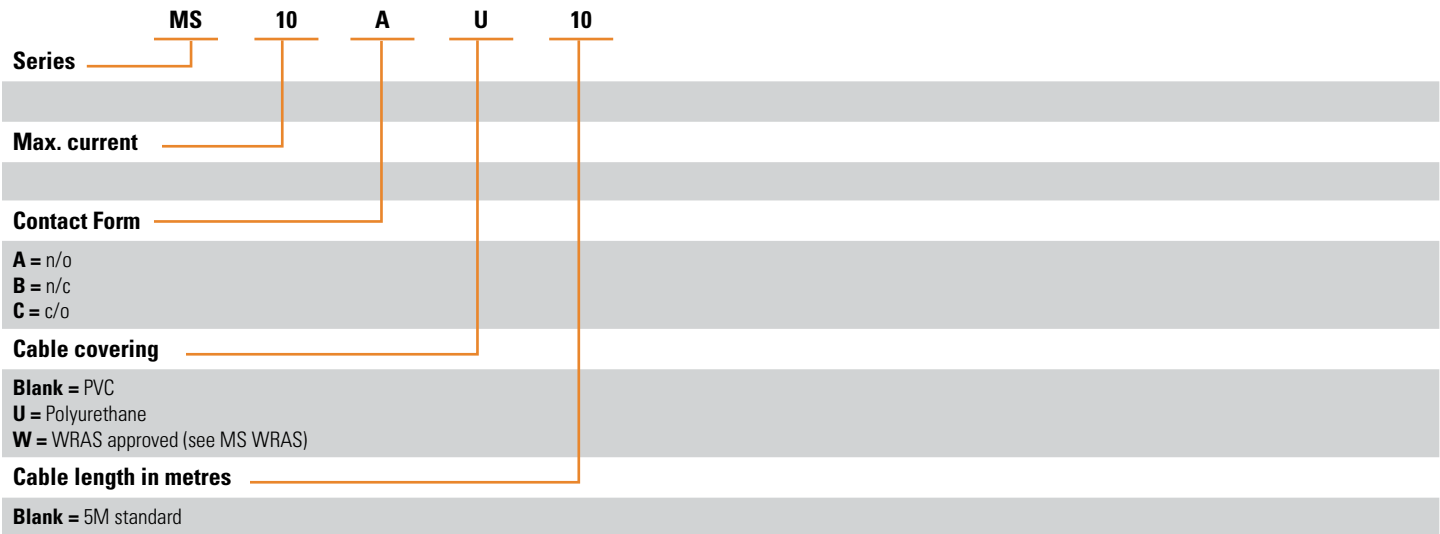 MS 10 A U 10
Series
Max. current
Contact Form
A = n/o
B = n/c
C = c/o
Cable covering
Blank = PVC
U = Polyurethane
W = WRAS approved (see MS WRAS)
Cable length in metres
Blank = 5M standard